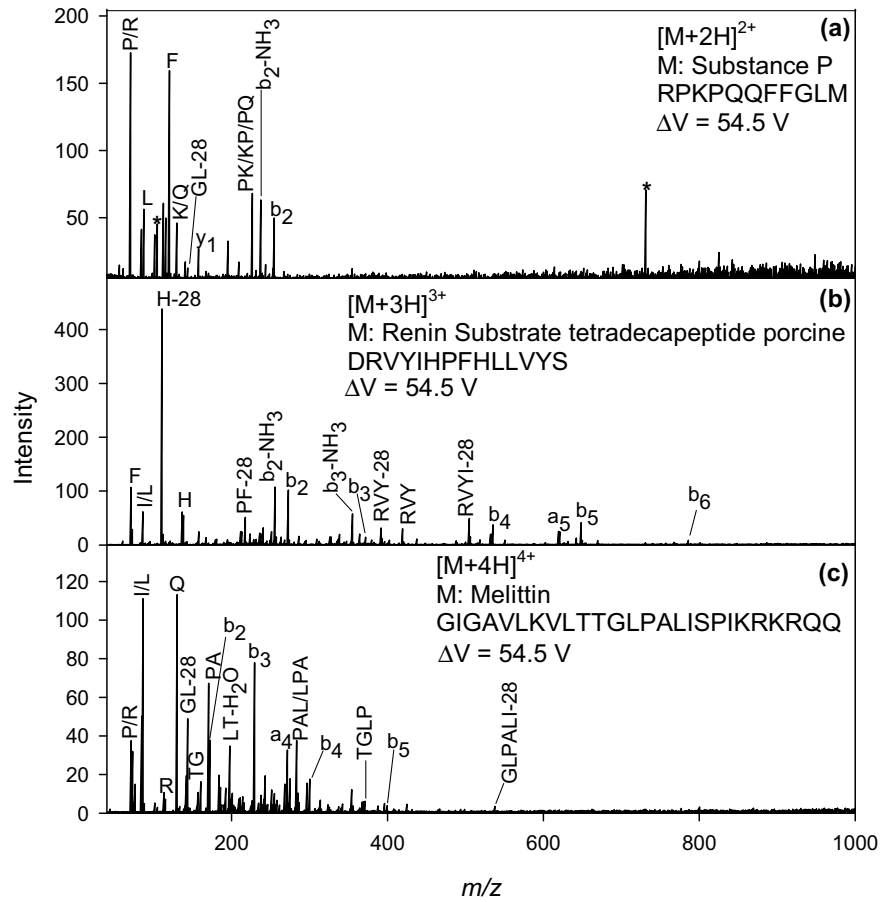 (a)
[M+2H]2+
M: Substance P
RPKPQQFFGLM
ΔV = 54.5 V
200
150
100
50
P/R
L
*
F
K/Q
GL-28
y1
PK/KP/PQ
b2-NH3
b2
*
(b)
[M+3H]3+
M: Renin Substrate tetradecapeptide porcine
DRVYIHPFHLLVYS
ΔV = 54.5 V
Intensity
400
300
200
100
0
F
I/L
H-28
H
PF-28
b2-NH3
b2
b3-NH3
b3
RVY-28
RVY
RVYI-28
b4
a5
b5
b6
(c)
[M+4H]4+
M: Melittin
GIGAVLKVLTTGLPALISPIKRKRQQ
ΔV = 54.5 V
120
100
80
60
40
20
0
P/R
I/L
R
Q
GL-28
TG
PA
b2
LT-H2O
b3
a4
PAL/LPA
b4
TGLP
b5
GLPALI-28
200 400 600 800 1000
m/z